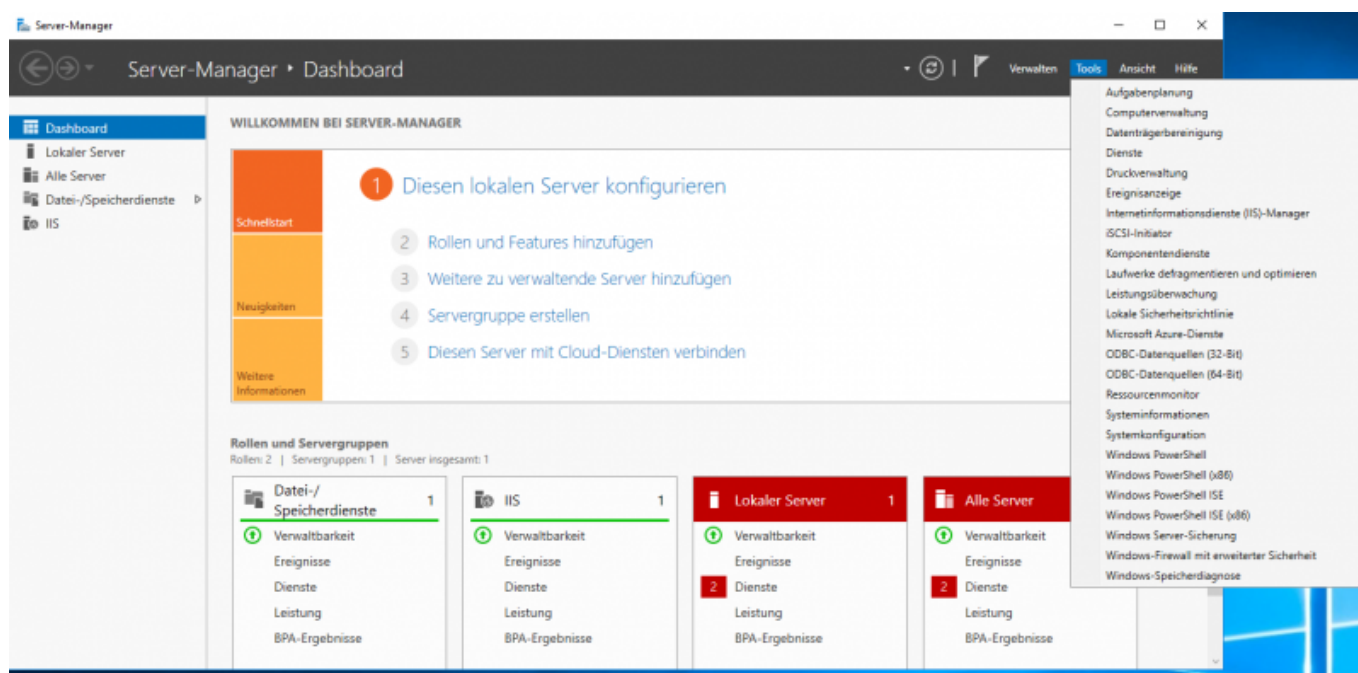 Server-Manager
Server-Manager • Dashboard
Verwalten Tools Ansicht Hilfe
Dashboard
Lokaler Server
Alle Server
Datei-/Speicherdienste
IIS
WILLKOMMEN BEI SERVER-MANAGER
Schnellstart
Neuigkeiten
Weitere
Informationen
1 Diesen lokalen Server konfigurieren
2 Rollen und Features hinzufügen
3 Weitere zu verwaltende Server hinzufügen
4 Servergruppe erstellen
5 Diesen Server mit Cloud-Diensten verbinden
Rollen und Servergruppen
Rollen: 2 | Servergruppen: 1 | Server insgesamt: 1
Datei-/
Speicherdienste 1
Verwaltbarkeit
Ereignisse
Dienste
Leistung
BPA-Ergebnisse
IIS 1
Verwaltbarkeit
Ereignisse
Dienste
Leistung
BPA-Ergebnisse
Lokaler Server 1
Verwaltbarkeit
Ereignisse
2 Dienste
Leistung
BPA-Ergebnisse
Alle Server
Verwaltbarkeit
Ereignisse
2 Dienste
Leistung
BPA-Ergebnisse
Aufgabenplanung
Computerverwaltung
Datenträgerbereinigung
Dienste
Druckverwaltung
Ereignisanzeige
Internetinformationsdienste (IIS)-Manager
iSCSI-Initiator
Komponentendienste
Laufwerke defragmentieren und optimieren
Leistungsüberwachung
Lokale Sicherheitsrichtlinie
Microsoft Azure-Dienste
ODBC-Datenquellen (32-Bit)
ODBC-Datenquellen (64-Bit)
Ressourcenmonitor
Systeminformationen
Systemkonfiguration
Windows PowerShell
Windows PowerShell (x86)
Windows PowerShell ISE
Windows PowerShell ISE (x86)
Windows Server-Sicherung
Windows-Firewall mit erweiterter Sicherheit
Windows-Speicherdiagnose